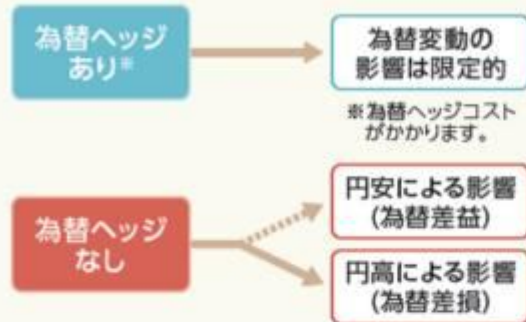 為替ヘッジ
あり※
為替変動の
影響は限定的
※為替ヘッジコスト
がかかります。
為替ヘッジ
なし
円安による影響
(為替差益)
円高による影響
(為替差損)